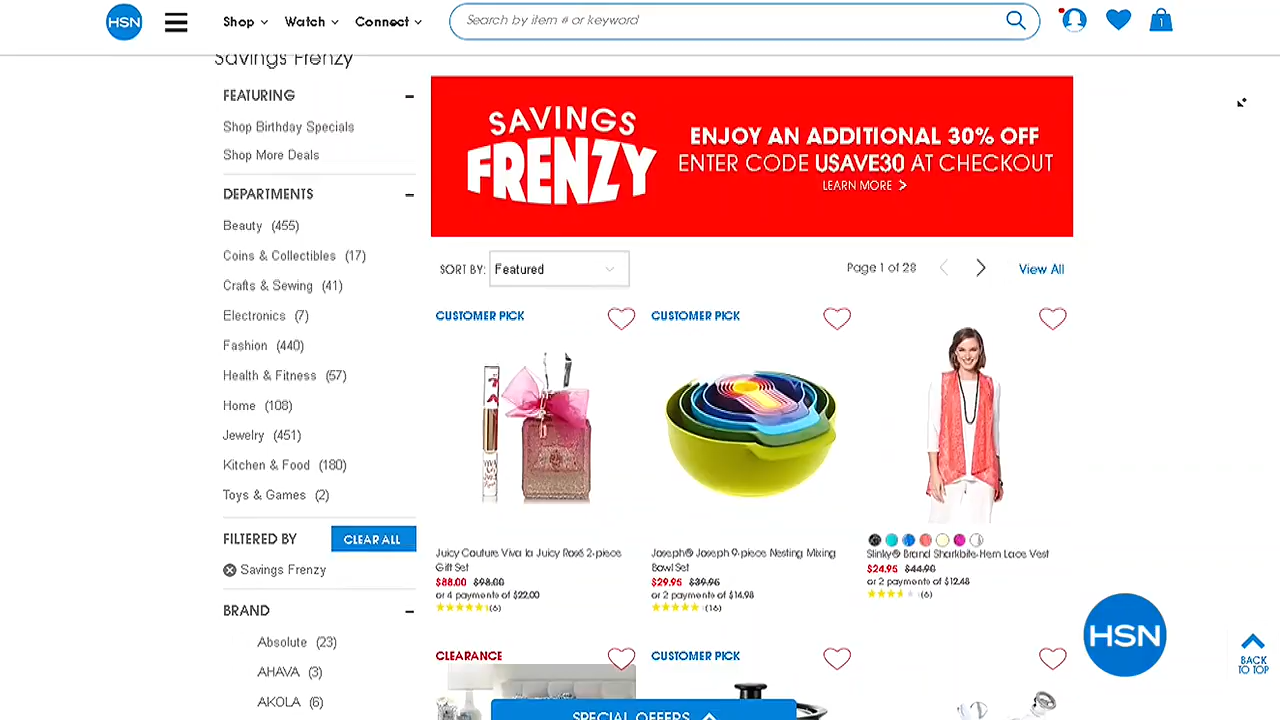 HSN
Shop
Watch
Connect
Search by item # or keyword
1
Savings Frenzy
FEATURING
Shop Birthday Specials
Shop More Deals
DEPARTMENTS
Beauty (455)
Coins & Collectibles (17)
Crafts & Sewing (41)
Electronics (7)
Fashion (440)
Health & Fitness (57)
Home (108)
Jewelry (451)
Kitchen & Food (180)
Toys & Games (2)
FILTERED BY
CLEAR ALL
Savings Frenzy
BRAND
Absolute (23)
AHAVA (3)
AKOLA (6)
SAVINGS
FRENZY
ENJOY AN ADDITIONAL 30% OFF
ENTER CODE USAVE30 AT CHECKOUT
LEARN MORE
SORT BY:
Featured
Page 1 of 28
View All
CUSTOMER PICK
Juicy Couture Viva la Juicy Rosé 2-piece
Gift Set
$88.00 $98.00
or 4 payments of $22.00
(6)
CUSTOMER PICK
Joseph® Joseph 9-piece Nesting Mixing
Bowl Set
$29.95 $39.95
or 2 payments of $14.98
(16)
Slinky® Brand Sharkbite-Hem Lace Vest
$24.95 $44.90
or 2 payments of $12.48
(6)
CLEARANCE
CUSTOMER PICK
SPECIAL OFFERS
HSN
BACK
TO TOP